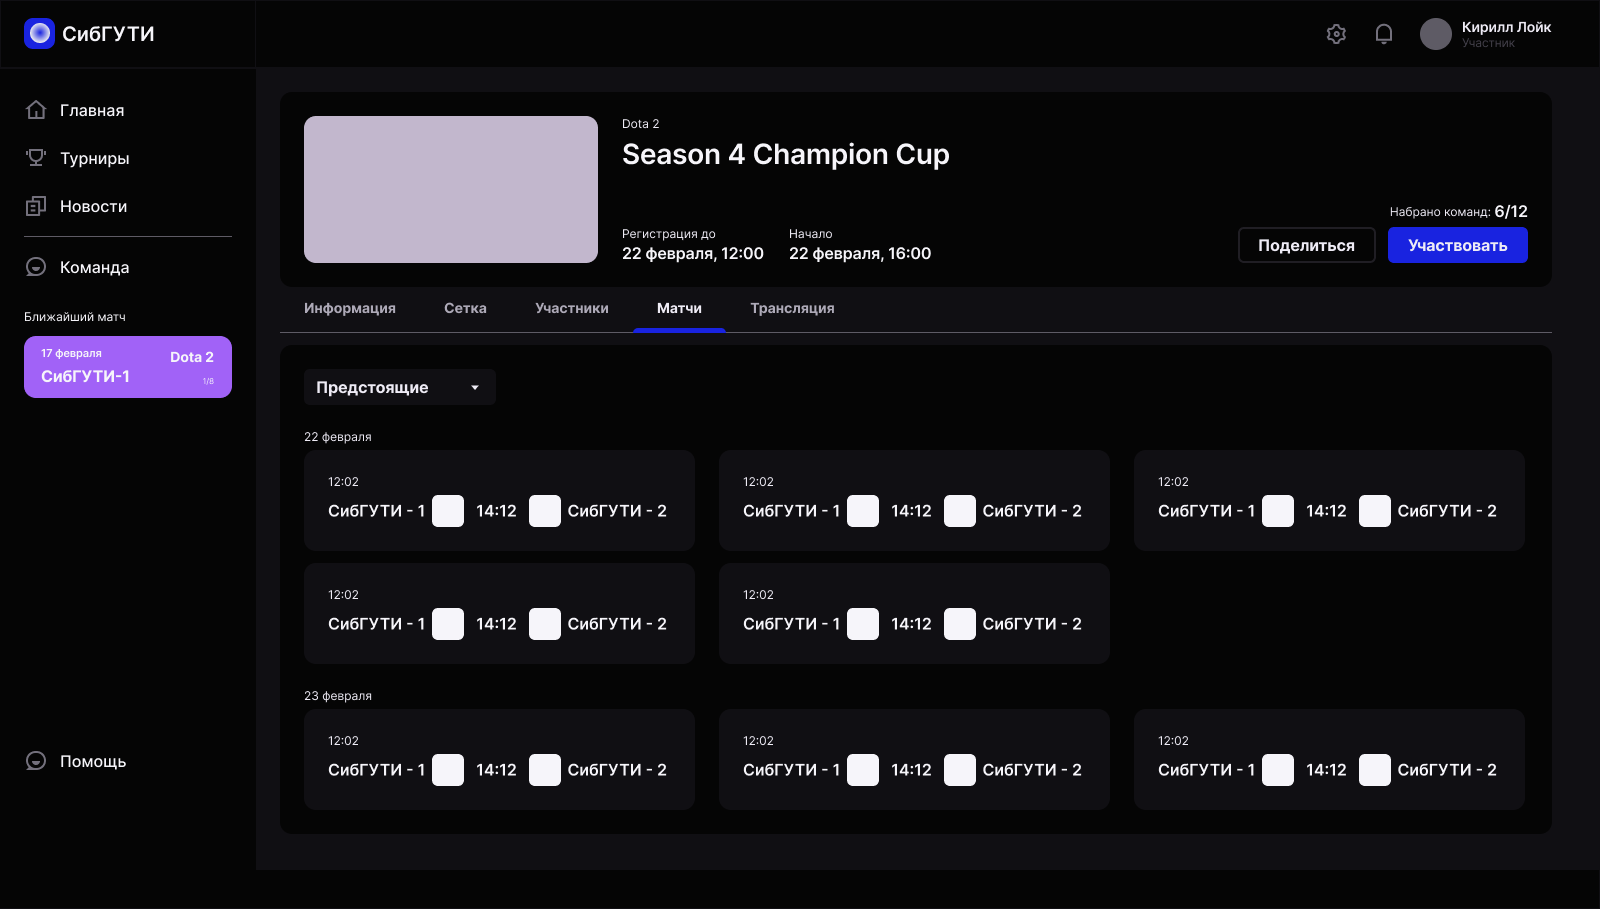 СибГУТИ
Кирилл Лойк
Участник
Главная
Турниры
Новости
Команда
Ближайший матч
17 февраля
Dota 2
СибГУТИ-1
1/8
Помощь
Dota 2
Season 4 Champion Cup
Регистрация до
22 февраля, 12:00
Начало
22 февраля, 16:00
Набрано команд: 6/12
Поделиться
Участвовать
Информация
Сетка
Участники
Матчи
Трансляция
Предстоящие
22 февраля
12:02
СибГУТИ - 1 14:12 СибГУТИ - 2
12:02
СибГУТИ - 1 14:12 СибГУТИ - 2
12:02
СибГУТИ - 1 14:12 СибГУТИ - 2
12:02
СибГУТИ - 1 14:12 СибГУТИ - 2
12:02
СибГУТИ - 1 14:12 СибГУТИ - 2
23 февраля
12:02
СибГУТИ - 1 14:12 СибГУТИ - 2
12:02
СибГУТИ - 1 14:12 СибГУТИ - 2
12:02
СибГУТИ - 1 14:12 СибГУТИ - 2